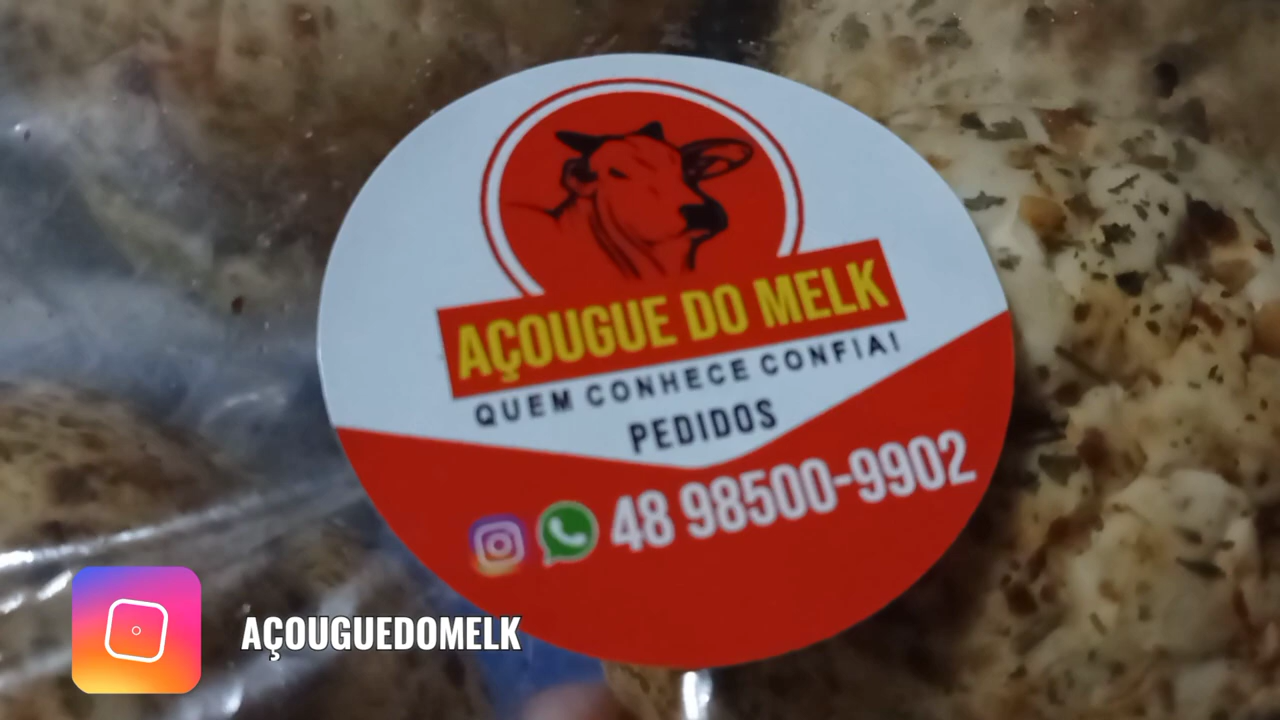 AÇOUGUE DO MELK
QUEM CONHECE CONFIA!
PEDIDOS
48 98500-9902
AÇOUGUEDOMELK